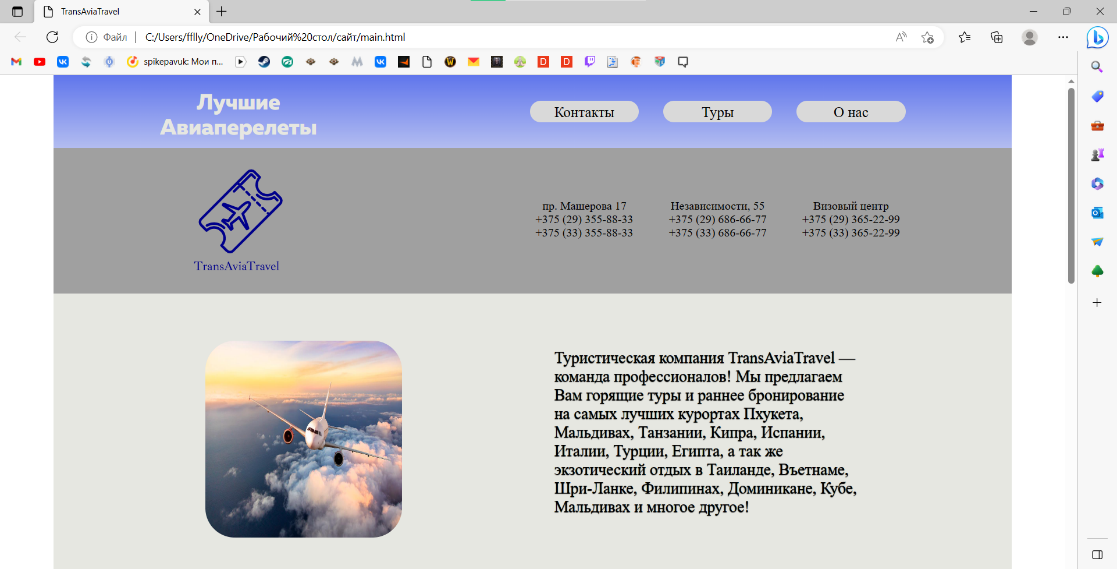 TransAviaTravel
Файл
C:/Users/fflly/OneDrive/Рабочий%20стол/сайт/main.html
spikepavuk: Мои п...
Лучшие
Авиаперелеты
Контакты
Туры
О нас
TransAviaTravel
пр. Машерова 17
+375 (29) 355-88-33
+375 (33) 355-88-33
Независимости, 55
+375 (29) 686-66-77
+375 (33) 686-66-77
Визовый центр
+375 (29) 365-22-99
+375 (33) 365-22-99
Туристическая компания TransAviaTravel —
команда профессионалов! Мы предлагаем
Вам горящие туры и раннее бронирование
на самых лучших курортах Пхукета,
Мальдивах, Танзании, Кипра, Испании,
Италии, Турции, Египта, а так же
экзотический отдых в Таиланде, Вьетнаме,
Шри-Ланке, Филипинах, Доминикане, Кубе,
Мальдивах и многое другое!